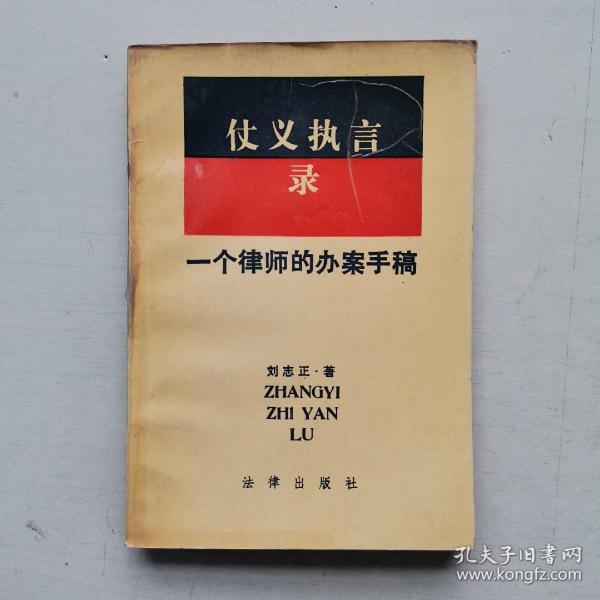 仗义执言
录
一个律师的办案手稿
刘志正·著
ZHANGYI
ZHI YAN
LU
法律出版社
孔夫子旧书网
www.kongfz.com